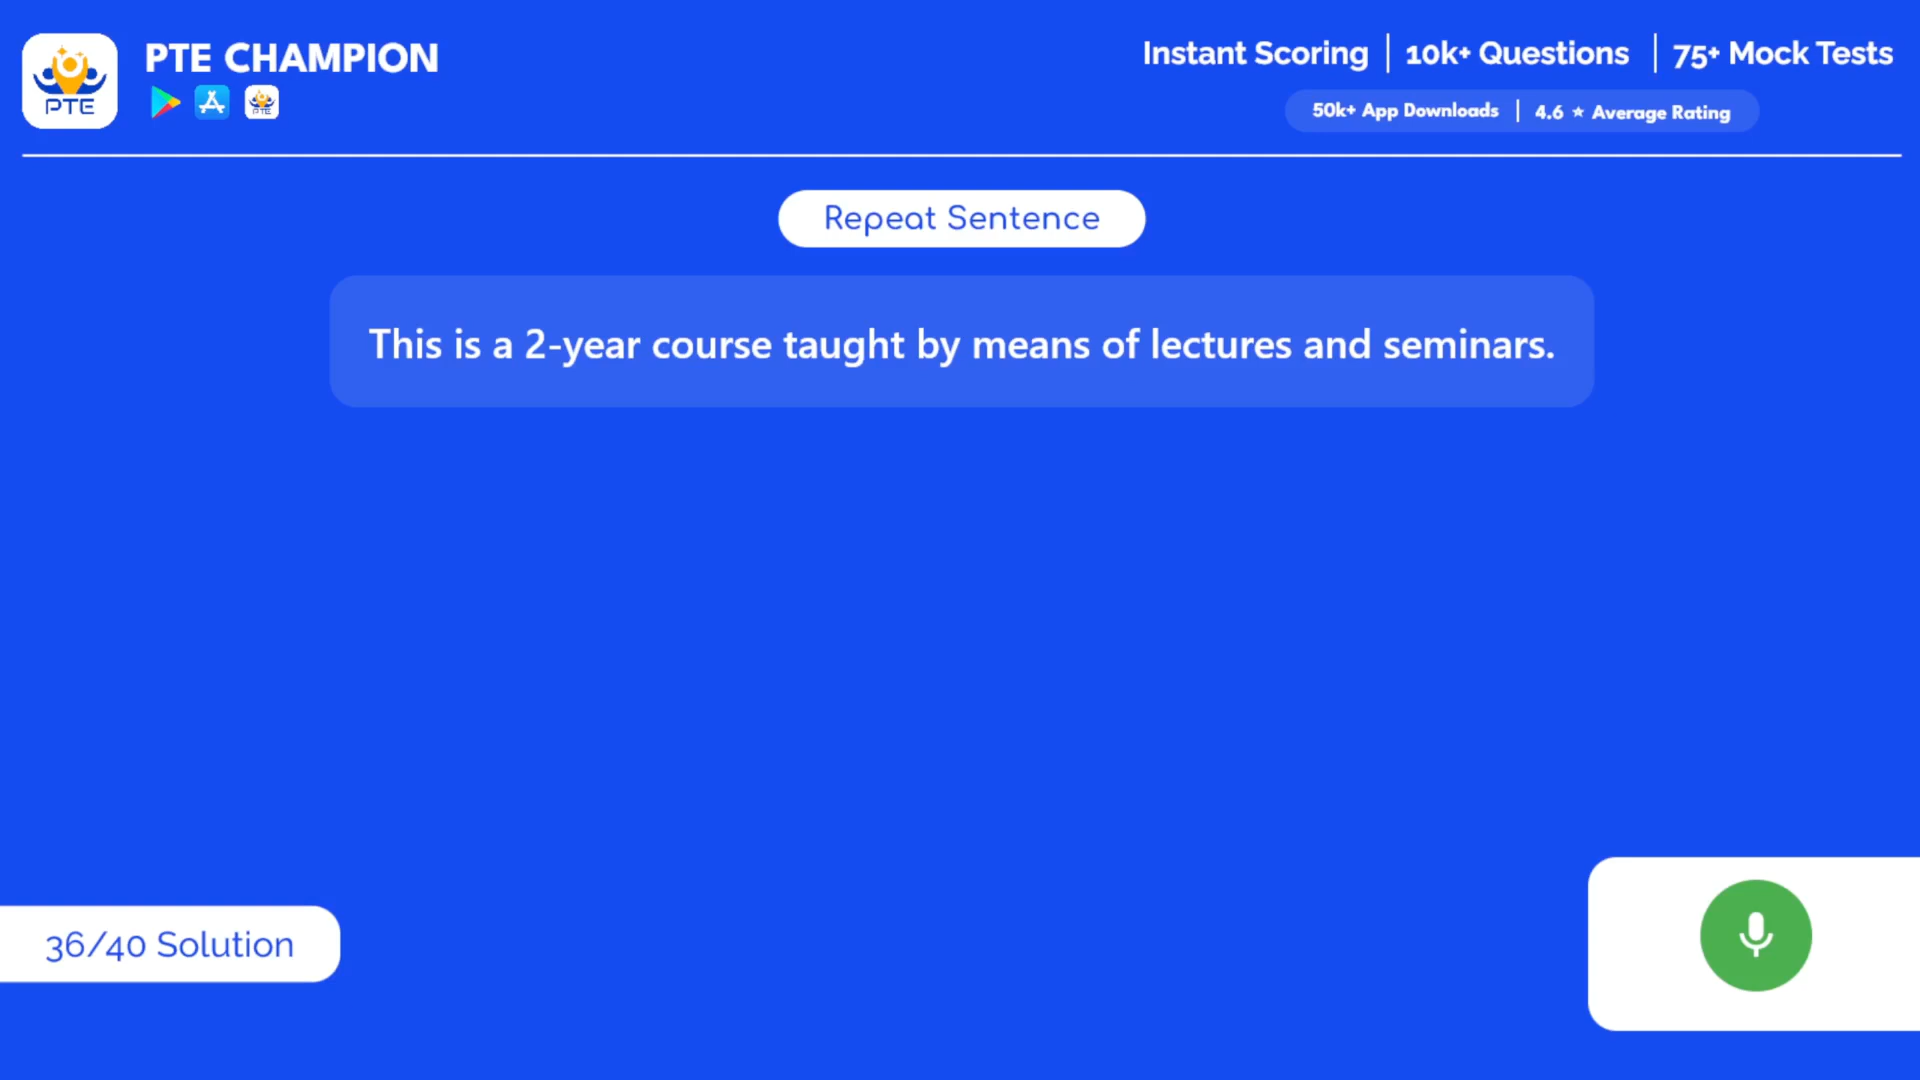 PTE CHAMPION
PTE
PTE
Instant Scoring | 10k+ Questions | 75+ Mock Tests
50k+ App Downloads | 4.6 ★ Average Rating
Repeat Sentence
This is a 2-year course taught by means of lectures and seminars.
36/40 Solution